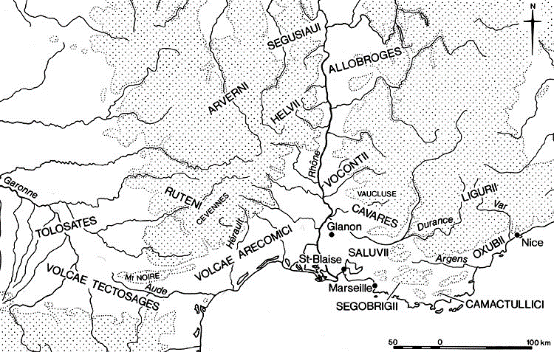 N
SEGUSIAUI
ALLOBROGES
ARVERNI
HELVII
Rhône
VOCONTII
VAUCLUSE
LIGURII
Garonne
RUTENI
CEVENNES
Var
CAVARES
Durance
TOLOSATES
Hérault
Glanon
OXUBII
Nice
VOLCAE ARECOMICI
SALUVII
Argens
St-Blaise
Mt NOIRE
Aude
VOLCAE TECTOSAGES
Marseille
SEGOBRIGII
CAMACTULLICI
50 0 100 km